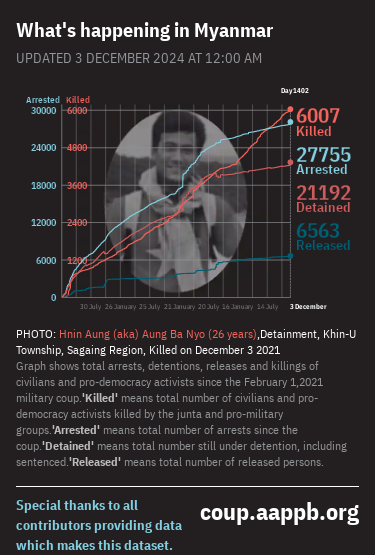 What's happening in Myanmar
UPDATED 3 DECEMBER 2024 AT 12:00 AM
Day1402
Arrested Killed
30000 6000
24000 4800
18000 3600
12000 2400
6000 1200
0
6007
Killed
27755
Arrested
21192
Detained
6563
Released
30 July 26 January 25 July 21 January 20 July 16 January 14 July 3 December
PHOTO: Hnin Aung (aka) Aung Ba Nyo (26 years),Detainment, Khin-U
Township, Sagaing Region, Killed on December 3 2021
Graph shows total arrests, detentions, releases and killings of
civilians and pro-democracy activists since the February 1,2021
military coup.'Killed' means total number of civilians and pro-
democracy activists killed by the junta and pro-military
groups.'Arrested' means total number of arrests since the
coup.'Detained' means total number still under detention, including
sentenced.'Released' means total number of released persons.
Special thanks to all
contributors providing data
which makes this dataset.
coup.aappb.org